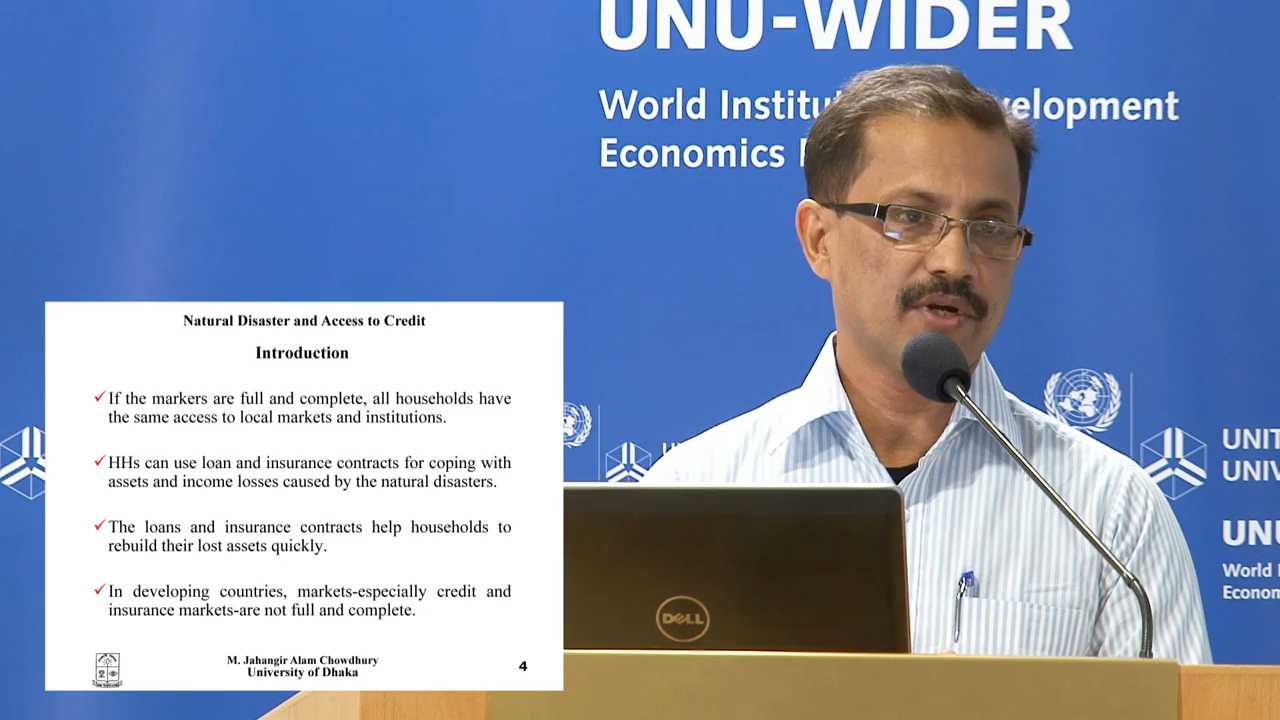 UNU-WIDER
World Institu velopment
Economics
Natural Disaster and Access to Credit
Introduction
✓If the markers are full and complete, all households have
the same access to local markets and institutions.
✓HHs can use loan and insurance contracts for coping with
assets and income losses caused by the natural disasters.
✓The loans and insurance contracts help households to
rebuild their lost assets quickly.
✓In developing countries, markets-especially credit and
insurance markets-are not full and complete.
M. Jahangir Alam Chowdhury
University of Dhaka
4
DELL
UNIT
UNIV
UNU
World
Econom